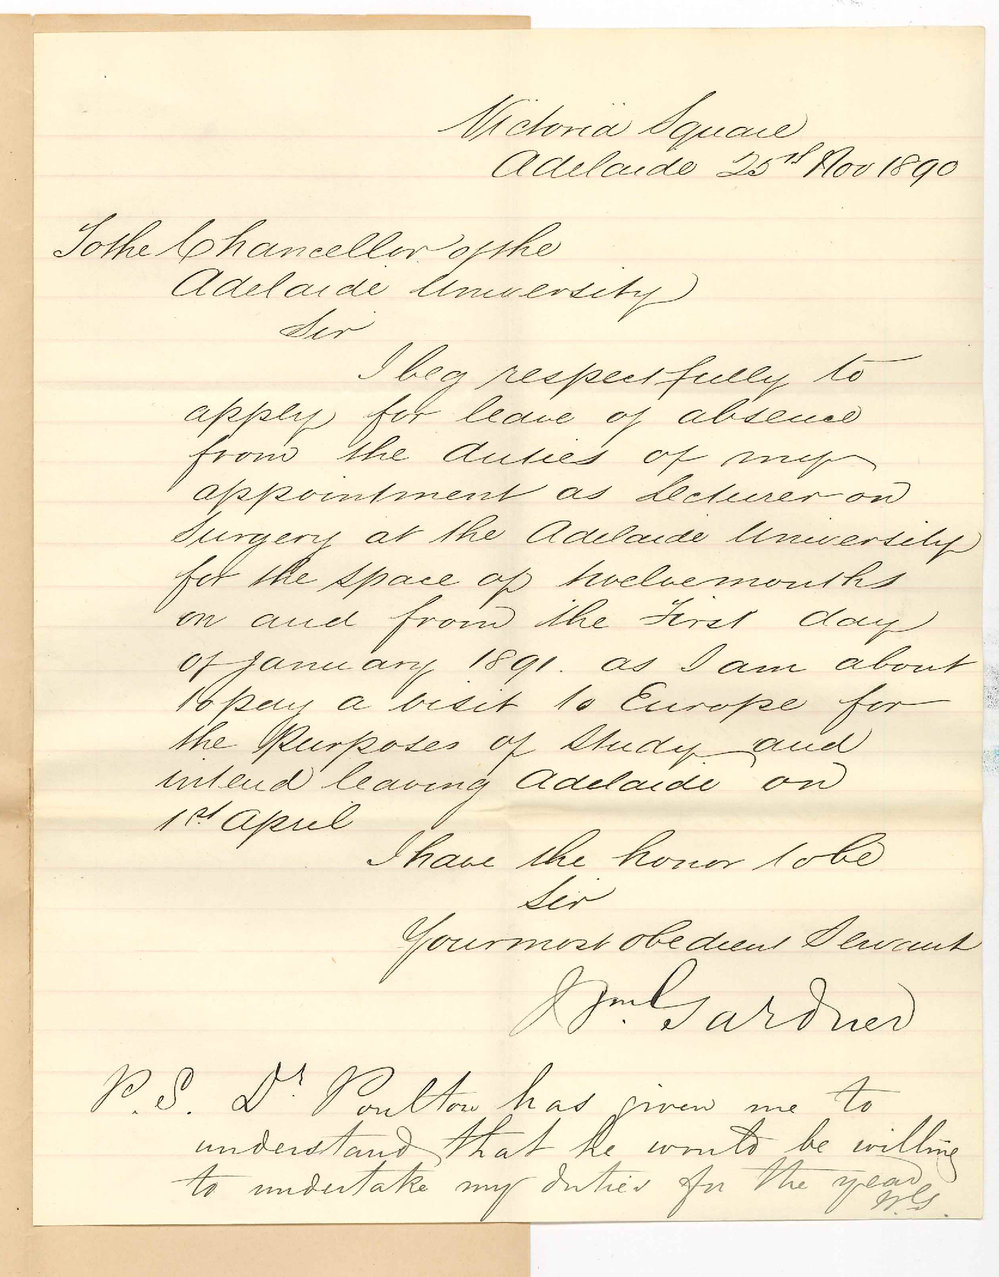 Victoria Square
Adelaide 25th Nov 1890
To the Chancellor of the
Adelaide University
Sir
I beg respectfully to
apply for leave of absence
from the duties of my
appointment as lecturer on
Surgery at the Adelaide University
for the space of twelve months
on and from the First day
of January 1891. as I am about
to pay a visit to Europe for
the Purposes of Study and
intend leaving Adelaide on
1st April
I have the honor to be
Sir
Your most obedient Servant
Wm Gardner
P.S. Dr. Poulton has given me to
understand that he would be willing
to undertake my duties for the year
W.G.